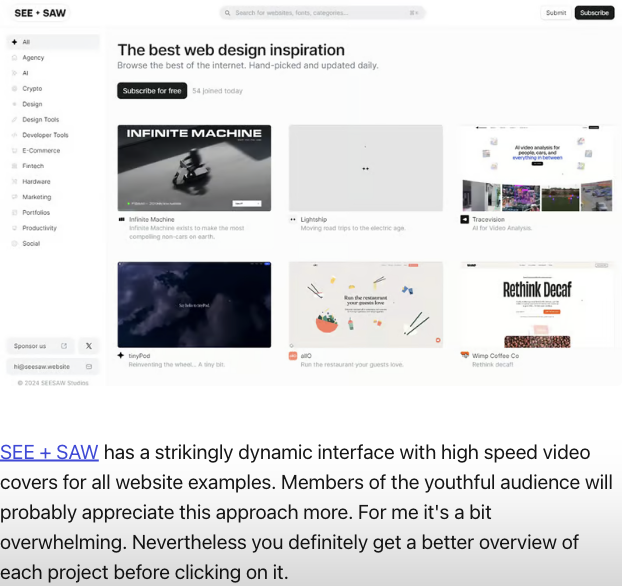 SEE + SAW
Search for websites, fonts, categories...
Submit
Subscribe
All
Agency
AI
Crypto
Design
Design Tools
Developer Tools
E-Commerce
Fintech
Hardware
Marketing
Portfolios
Productivity
Social
Sponsor us
hi@seesaw.website
© 2024 SEESAW Studios
The best web design inspiration
Browse the best of the internet. Hand-picked and updated daily.
Subscribe for free
54 joined today
INFINITE MACHINE
Infinite Machine
Infinite Machine exists to make the most
compelling non-cars on earth.
Lightship
Moving road trips to the electric age.
AI video analysis for
people, cars, and
everything in between
Tracevision
AI for Video Analysis.
Say hello to tinyPod
tinyPod
Reinventing the wheel... A tiny bit.
Run the restaurant
your guests love
allO
Run the restaurant your guests love.
Rethink Decaf
Wimp Coffee Co
Rethink decaf!
SEE + SAW has a strikingly dynamic interface with high speed video
covers for all website examples. Members of the youthful audience will
probably appreciate this approach more. For me it's a bit
overwhelming. Nevertheless you definitely get a better overview of
each project before clicking on it.